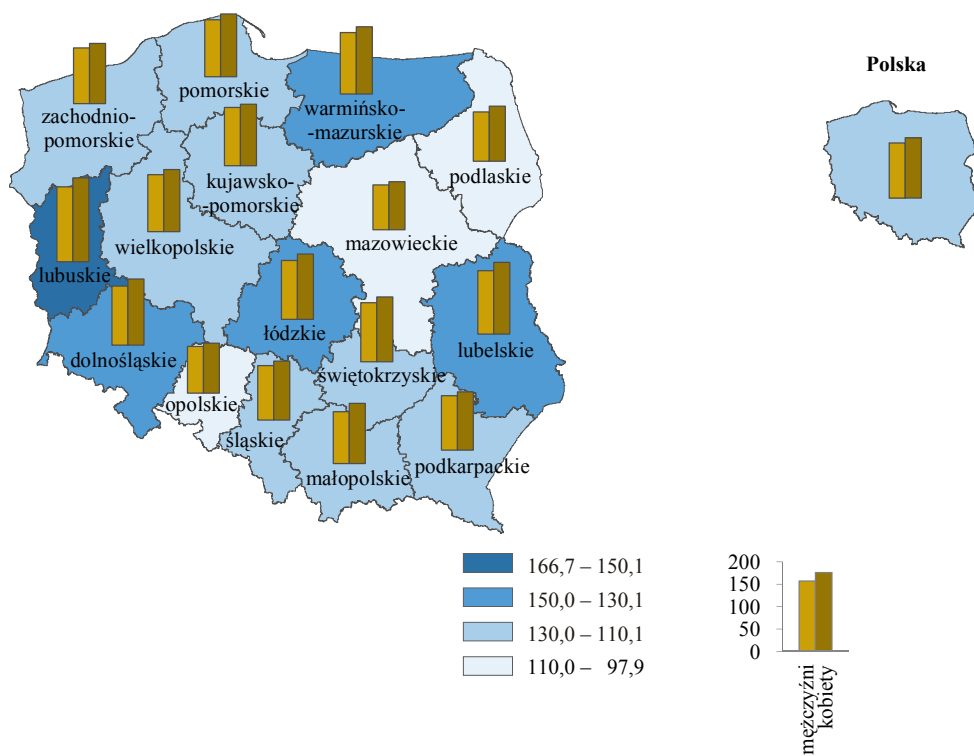 Polska
pomorskie
zachodnio-
pomorskie
warmińsko-
-mazurskie
podlaskie
kujawsko-
-pomorskie
wielkopolskie
mazowieckie
lubuskie
łódzkie
lubelskie
dolnośląskie
świętokrzyskie
opolskie
śląskie
małopolskie
podkarpackie
166,7 – 150,1
150,0 – 130,1
130,0 – 110,1
110,0 – 97,9
200
150
100
50
0
mężczyźni
kobiety